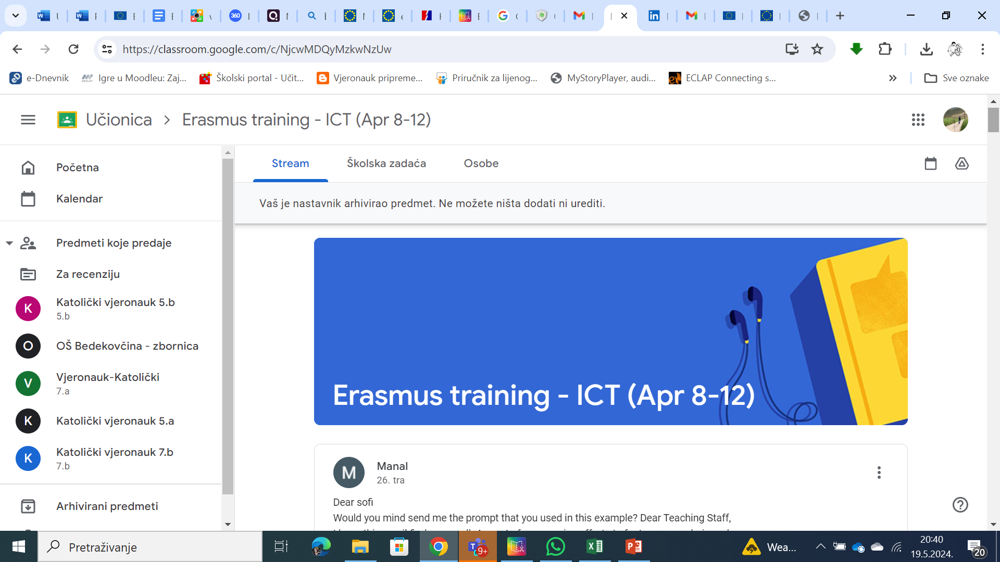 https://classroom.google.com/c/NjcwMDQyMzkwNzUw
e-Dnevnik
Igre u Moodleu: Zaj...
Školski portal - Učit...
Vjeronauk pripreme...
Priručnik za lijenog...
MyStoryPlayer, audi...
ECLAP Connecting s...
Sve oznake
Učionica > Erasmus training - ICT (Apr 8-12)
Početna
Kalendar
Predmeti koje predaje
Za recenziju
K
Katolički vjeronauk 5.b
5.b
O
OŠ Bedekovčina - zbornica
V
Vjeronauk-Katolički
7.a
K
Katolički vjeronauk 5.a
K
Katolički vjeronauk 7.b
7.b
Arhivirani predmeti
Stream
Školska zadaća
Osobe
Vaš je nastavnik arhivirao predmet. Ne možete ništa dodati ni urediti.
Erasmus training - ICT (Apr 8-12)
M
Manal
26. tra
Dear sofi
Would you mind send me the prompt that you used in this example? Dear Teaching Staff,
Pretraživanje
9+
Wea...
20:40
19.5.2024.
20